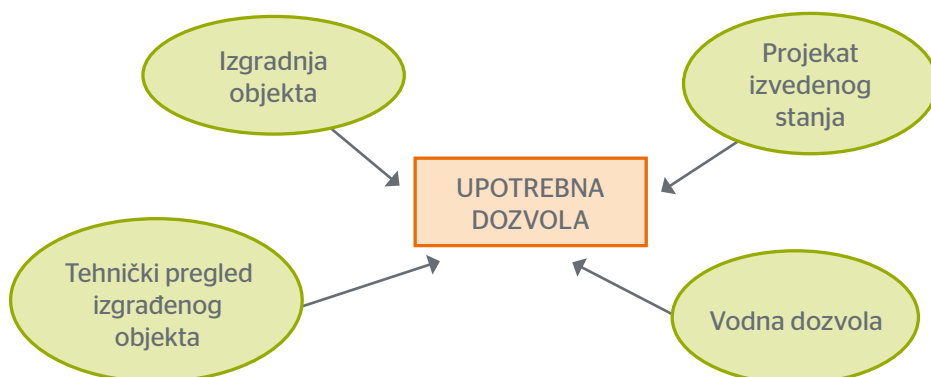 Izgradnja
objekta
Projekat
izvedenog
stanja
UPOTREBNA
DOZVOLA
Tehnički pregled
izgrađenog
objekta
Vodna dozvola